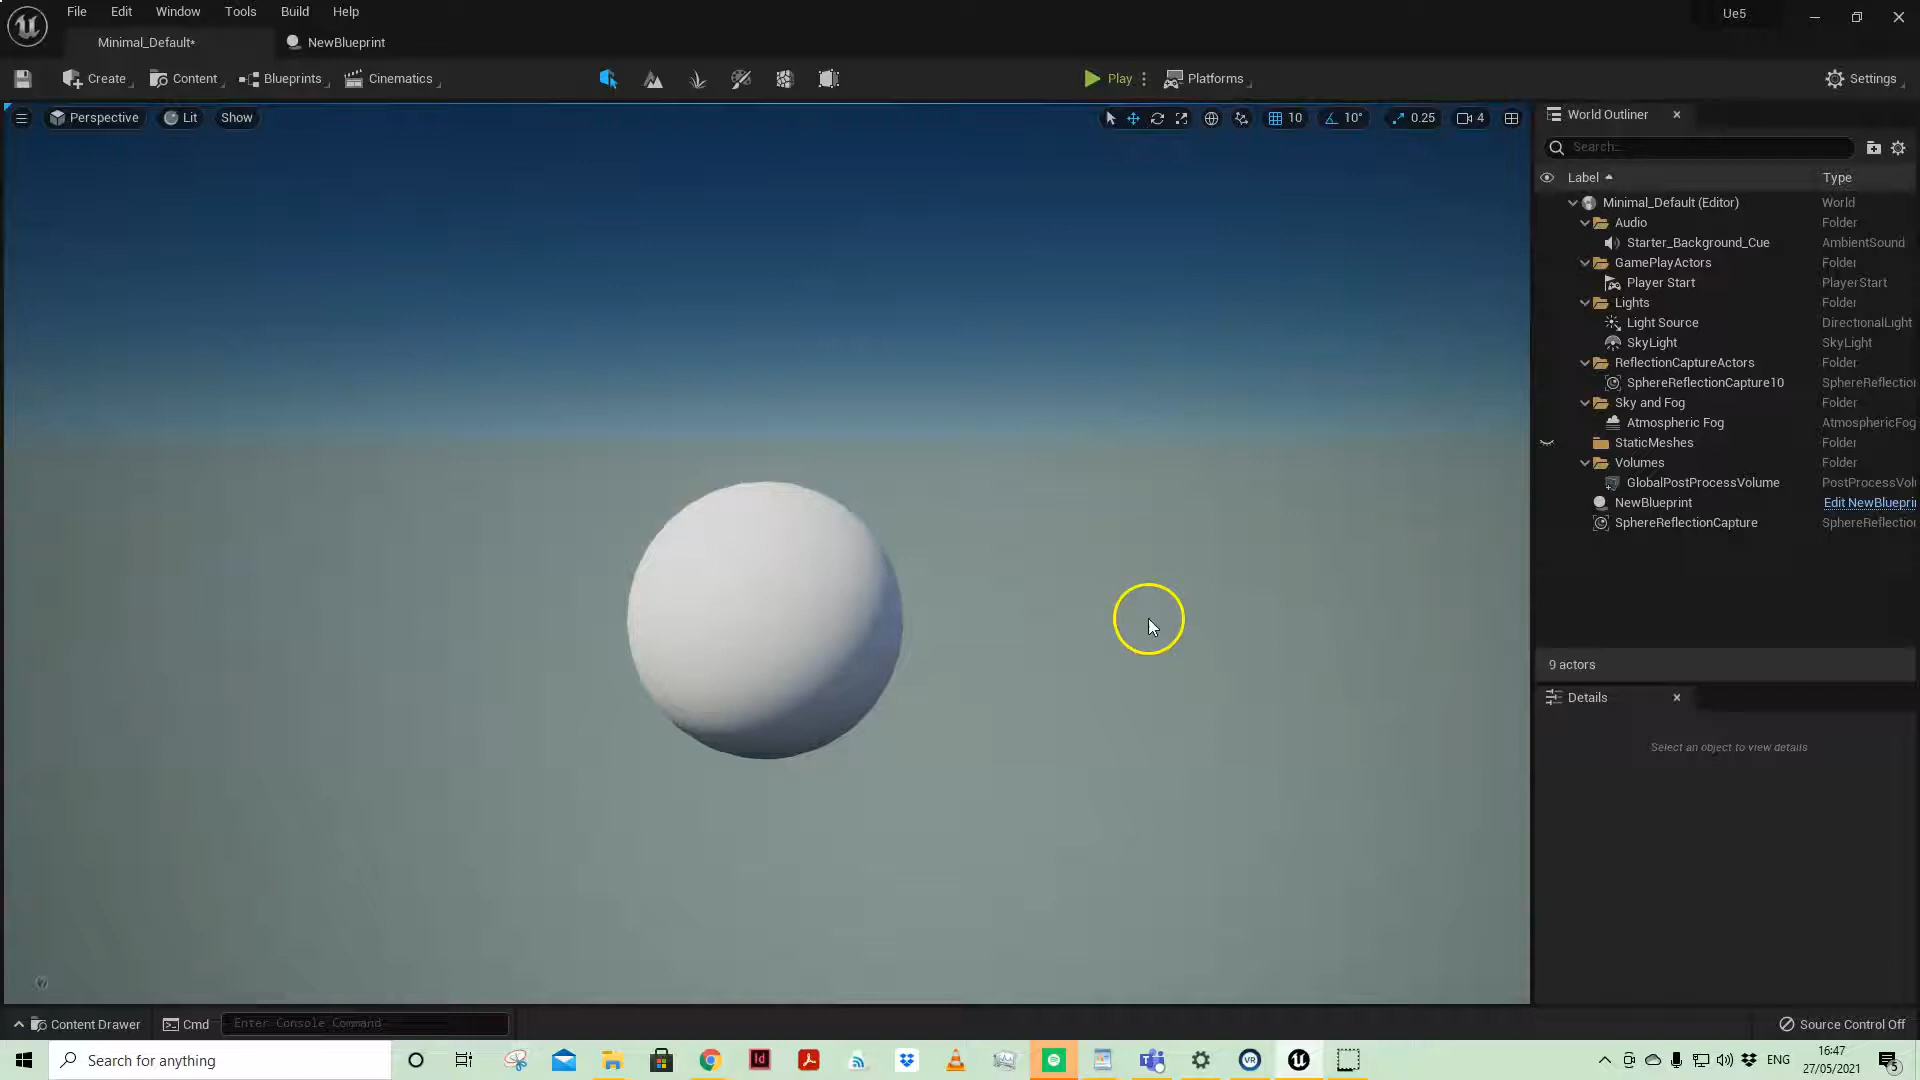 File Edit Window Tools Build Help
Ue5
Minimal_Default*
NewBlueprint
Create Content Blueprints Cinematics
Play Platforms
Settings
Perspective Lit Show
10 10° 0.25 4
World Outliner
Search...
Label Type
Minimal_Default (Editor) World
Audio Folder
Starter_Background_Cue AmbientSound
GamePlayActors Folder
Player Start PlayerStart
Lights Folder
Light Source DirectionalLight
SkyLight SkyLight
ReflectionCaptureActors Folder
SphereReflectionCapture10 SphereReflectio
Sky and Fog Folder
Atmospheric Fog AtmosphericFog
StaticMeshes Folder
Volumes Folder
GlobalPostProcessVolume PostProcessVolu
NewBlueprint Edit NewBlueprin
SphereReflectionCapture SphereReflectio
9 actors
Details
Select an object to view details
Content Drawer Cmd Enter Console Command
Source Control Off
Search for anything
Id
VR
ENG
16:47
27/05/2021
5